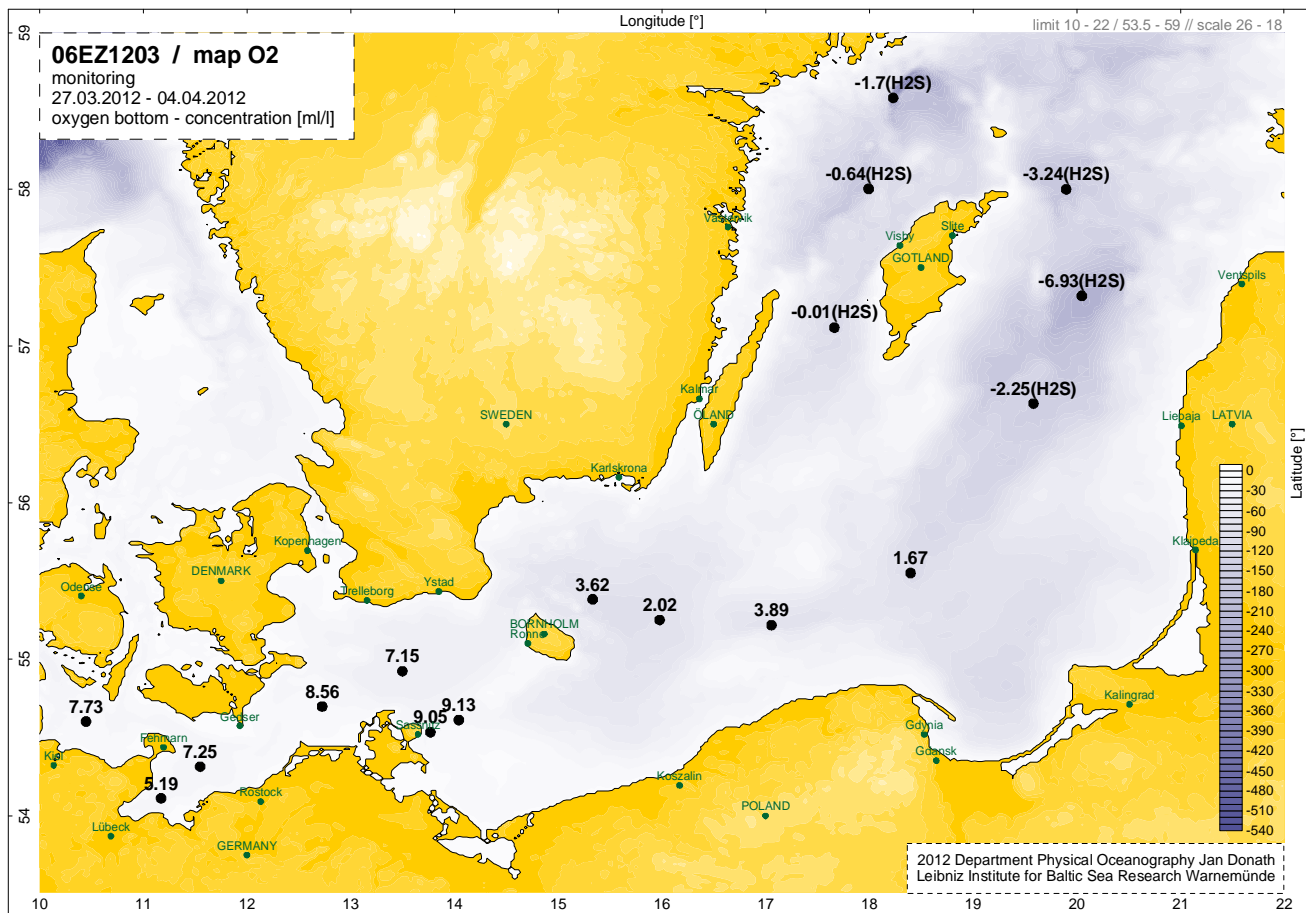 Longitude [°]
limit 10 - 22 / 53.5 - 59 // scale 26 - 18
59
06EZ1203 / map O2
monitoring
27.03.2012 - 04.04.2012
oxygen bottom - concentration [ml/l]
-1.7(H2S)
58
-0.64(H2S)
-3.24(H2S)
Västervik
Visby
Slite
GOTLAND
-6.93(H2S)
Ventspils
-0.01(H2S)
57
Kalmar
-2.25(H2S)
SWEDEN
ÖLAND
Liepaja
LATVIA
Latitude [°]
Karlskrona
56
Kopenhagen
Klaipeda
DENMARK
Odense
Trelleborg
Ystad
3.62
2.02
3.89
1.67
BORNHOLM
Ronne
55
7.15
8.56
9.13
9.05
Sassnitz
7.73
Gedser
Fehmarn
7.25
Kiel
5.19
Rostock
Lübeck
GERMANY
54
Koszalin
POLAND
Gdynia
Gdansk
Kalingrad
0
-30
-60
-90
-120
-150
-180
-210
-240
-270
-300
-330
-360
-390
-420
-450
-480
-510
-540
2012 Department Physical Oceanography Jan Donath
Leibniz Institute for Baltic Sea Research Warnemünde
10 11 12 13 14 15 16 17 18 19 20 21 22